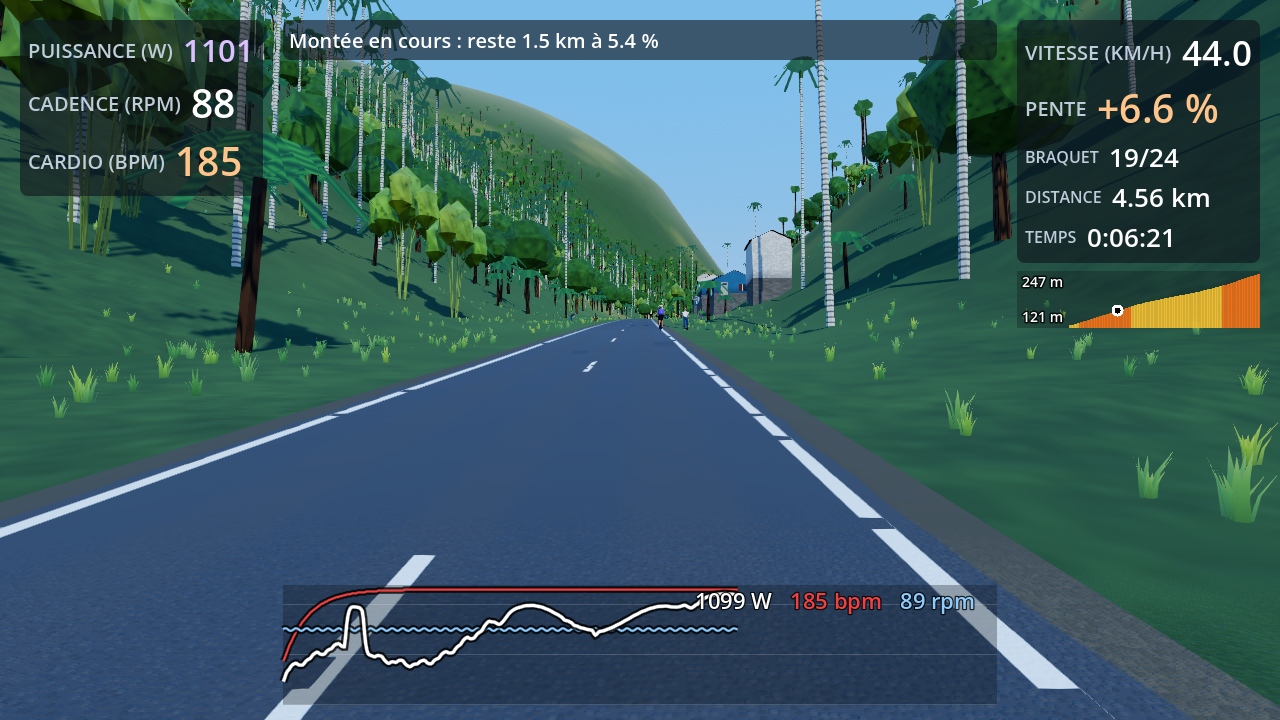 PUISSANCE (W) 1101
CADENCE (RPM) 88
CARDIO (BPM) 185
Montée en cours : reste 1.5 km à 5.4 %
VITESSE (KM/H) 44.0
PENTE +6.6 %
BRAQUET 19/24
DISTANCE 4.56 km
TEMPS 0:06:21
247 m
121 m
1099 W 185 bpm 89 rpm